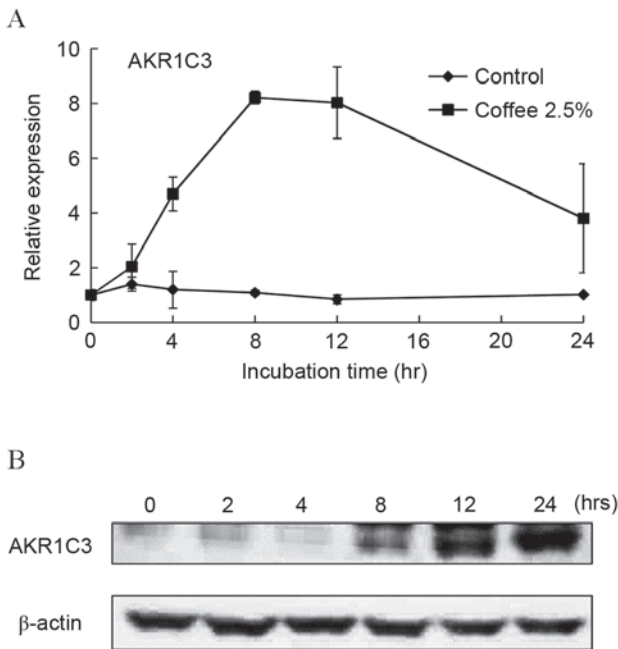 A
AKR1C3
Control
Coffee 2.5%
10
8
6
4
2
0
Relative expression
0 4 8 12 16 20 24
Incubation time (hr)
B
0 2 4 8 12 24 (hrs)
AKR1C3
β-actin